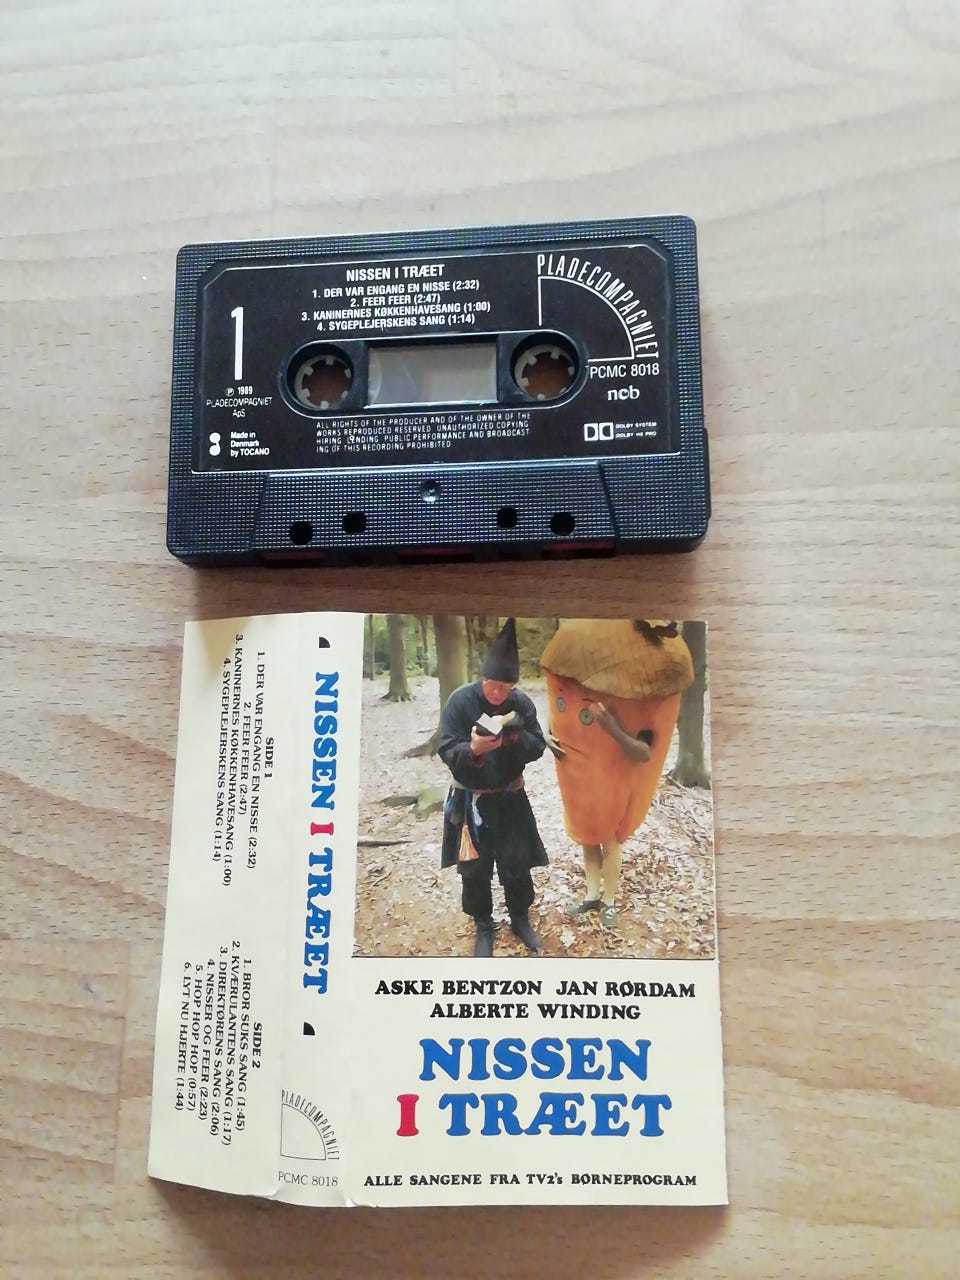 NISSEN I TRÆET
1. DER VAR ENGANG EN NISSE (2:32)
2. FEER FEER (2:47)
3. KANINERNES KØKKENHAVESANG (1:00)
4. SYGEPLEJERSKENS SANG (1:14)
PLADECOMPAGNIET
PCMC 8018
ncb
1
℗ 1989
PLADECOMPAGNIET
ApS
Made in
Denmark
by TOCANO
ALL RIGHTS OF THE PRODUCER AND OF THE OWNER OF THE
WORKS REPRODUCED RESERVED UNAUTHORIZED COPYING
HIRING LENDING PUBLIC PERFORMANCE AND BROADCAST
ING OF THIS RECORDING PROHIBITED
DOLBY SYSTEM
DOLBY HX PRO
SIDE 1
1. DER VAR ENGANG EN NISSE (2:32)
2. FEER FEER (2:47)
3. KANINERNES KØKKENHAVESANG (1:00)
4. SYGEPLEJERSKENS SANG (1:14)
SIDE 2
1. BROR SUKS SANG (1:45)
2. KVÆRULANTENS SANG (1:17)
3. DIREKTØRENS SANG (2:06)
4. NISSER OG FEER (2:23)
5. HOP HOP HOP (0:57)
6. LYT NU HJERTE (1:44)
NISSEN I TRÆET
PLADECOMPAGNIET
PCMC 8018
ASKE BENTZON JAN RØRDAM
ALBERTE WINDING
NISSEN
I TRÆET
ALLE SANGENE FRA TV2's BØRNEPROGRAM